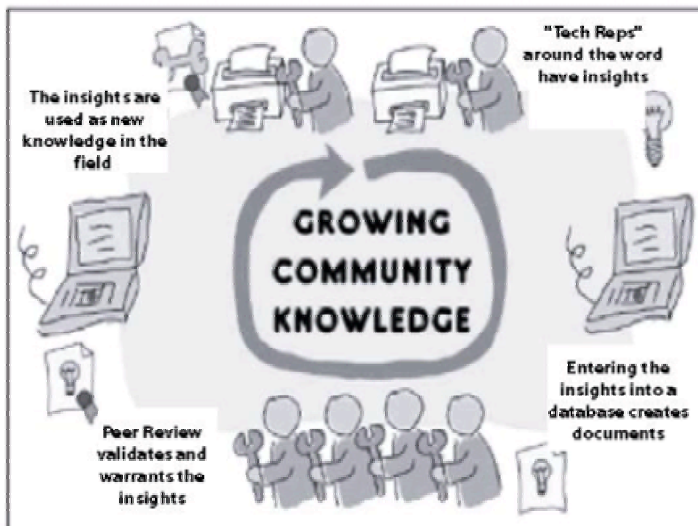 "Tech Reps"
around the word
have insights
Entering the
insights into a
database creates
documents
Peer Review
validates and
warrants the
insights
The insights are
used as new
knowledge in the
field
GROWING
COMMUNITY
KNOWLEDGE